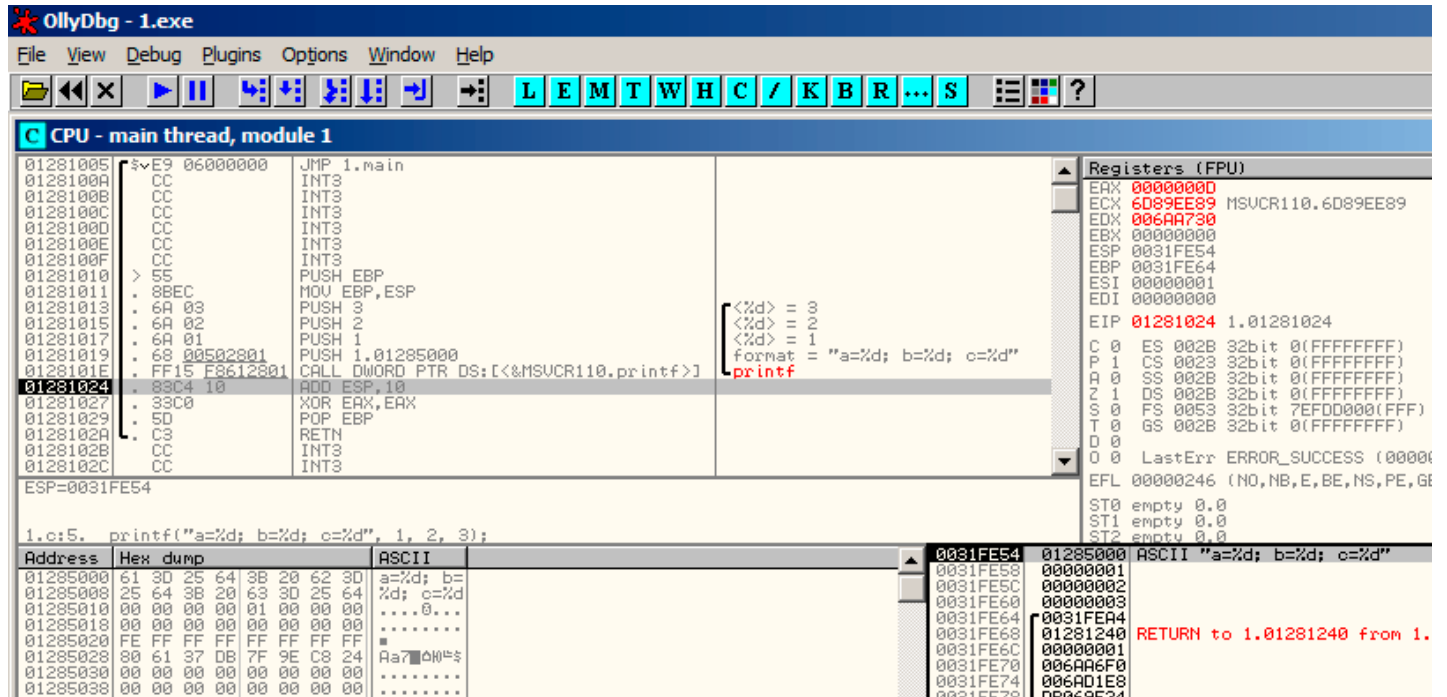 OllyDbg - 1.exe
File View Debug Plugins Options Window Help
L E M T W H C / K B R ... S ?
C CPU - main thread, module 1
01281005 $ E9 06000000 JMP 1.main
0128100A CC INT3
0128100B CC INT3
0128100C CC INT3
0128100D CC INT3
0128100E CC INT3
0128100F CC INT3
01281010 > 55 PUSH EBP
01281011 . 8BEC MOV EBP,ESP
01281013 . 6A 03 PUSH 3 <%d> = 3
01281015 . 6A 02 PUSH 2 <%d> = 2
01281017 . 6A 01 PUSH 1 <%d> = 1
01281019 . 68 00502801 PUSH 1.01285000 format = "a=%d; b=%d; c=%d"
0128101E . FF15 F8612801 CALL DWORD PTR DS:[<&MSVCR110.printf>] printf
01281024 . 83C4 10 ADD ESP,10
01281027 . 33C0 XOR EAX,EAX
01281029 . 5D POP EBP
0128102A . C3 RETN
0128102B CC INT3
0128102C CC INT3
Registers (FPU)
EAX 0000000D
ECX 6D89EE89 MSVCR110.6D89EE89
EDX 006AA730
EBX 00000000
ESP 0031FE54
EBP 0031FE64
ESI 00000001
EDI 00000000
EIP 01281024 1.01281024
C 0 ES 002B 32bit 0(FFFFFFFF)
P 1 CS 0023 32bit 0(FFFFFFFF)
A 0 SS 002B 32bit 0(FFFFFFFF)
Z 1 DS 002B 32bit 0(FFFFFFFF)
S 0 FS 0053 32bit 7EFDD000(FFF)
T 0 GS 002B 32bit 0(FFFFFFFF)
D 0
O 0 LastErr ERROR_SUCCESS (00000
EFL 00000246 (NO,NB,E,BE,NS,PE,GE
ST0 empty 0.0
ST1 empty 0.0
ST2 empty 0.0
ESP=0031FE54
1.c:5. printf("a=%d; b=%d; c=%d", 1, 2, 3);
Address Hex dump ASCII
01285000 61 3D 25 64 3B 20 62 3D a=%d; b=
01285008 25 64 3B 20 63 3D 25 64 %d; c=%d
01285010 00 00 00 00 01 00 00 00 ....0...
01285018 00 00 00 00 00 00 00 00 ........
01285020 FE FF FF FF FF FF FF FF
01285028 80 61 37 DB 7F 9E C8 24
01285030 00 00 00 00 00 00 00 00 ........
01285038 00 00 00 00 00 00 00 00 ........
0031FE54 01285000 ASCII "a=%d; b=%d; c=%d"
0031FE58 00000001
0031FE5C 00000002
0031FE60 00000003
0031FE64 0031FEA4
0031FE68 01281240 RETURN to 1.01281240 from 1.
0031FE6C 00000001
0031FE70 006AA6F0
0031FE74 006AD1E8